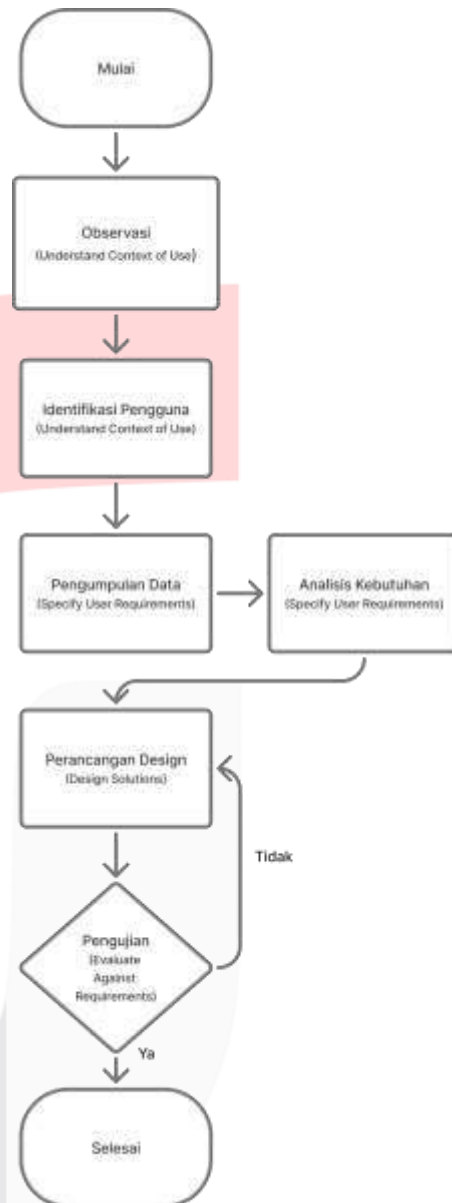 Mulai
Observasi
(Understand Context of Use)
Identifikasi Pengguna
(Understand Context of Use)
Pengumpulan Data
(Specify User Requirements)
Analisis Kebutuhan
(Specify User Requirements)
Perancangan Design
(Design Solutions)
Tidak
Pengujian
(Evaluate
Against
Requirements)
Ya
Selesai